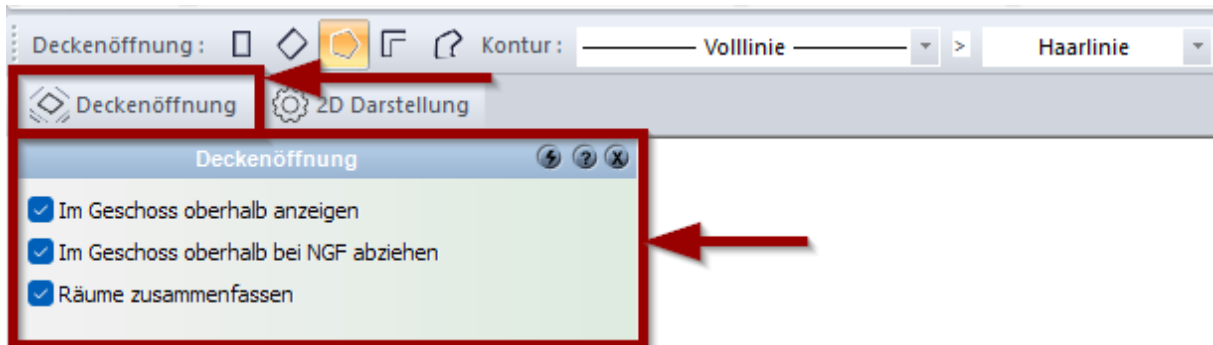 Deckenöffnung : Kontur : Volllinie > Haarlinie
Deckenöffnung 2D Darstellung
Deckenöffnung ? X
Im Geschoss oberhalb anzeigen
Im Geschoss oberhalb bei NGF abziehen
Räume zusammenfassen